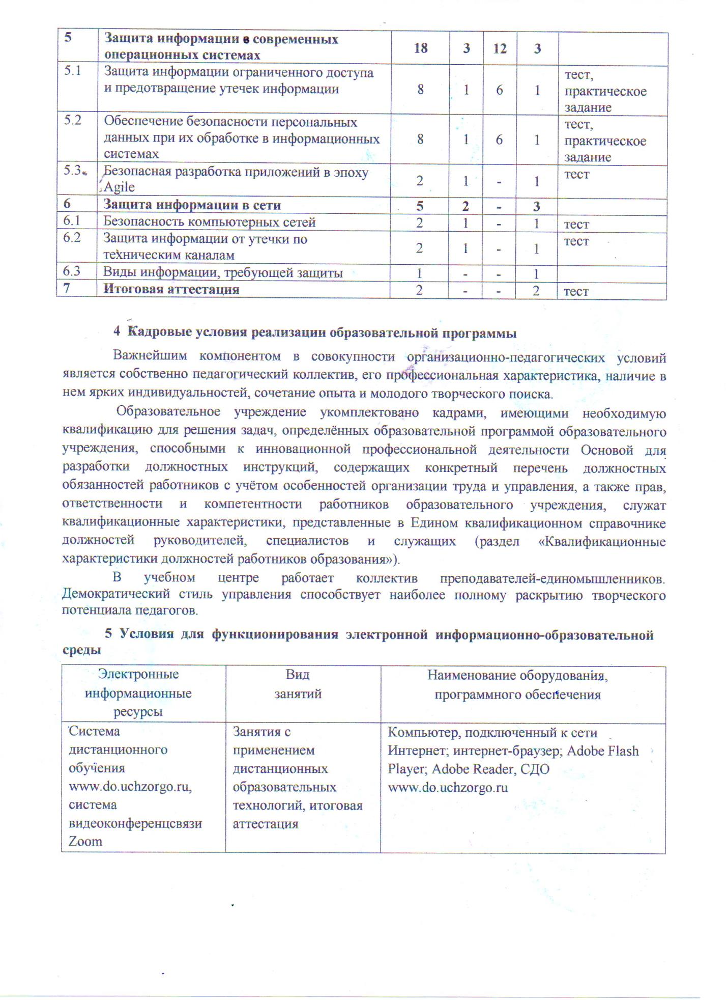 5 Защита информации в современных 18 3 12 3
операционных системах
5.1 Защита информации ограниченного доступа 8 1 6 1 тест,
и предотвращение утечек информации практическое
задание
5.2 Обеспечение безопасности персональных 8 1 6 1 тест,
данных при их обработке в информационных практическое
системах задание
5.3 Безопасная разработка приложений в эпоху 2 1 - 1 тест
Agile
6 Защита информации в сети 5 2 - 3
6.1 Безопасность компьютерных сетей 2 1 - 1 тест
6.2 Защита информации от утечки по 2 1 - 1 тест
техническим каналам
6.3 Виды информации, требующей защиты 1 - - 1
7 Итоговая аттестация 2 - - 2 тест
4 Кадровые условия реализации образовательной программы
Важнейшим компонентом в совокупности организационно-педагогических условий
является собственно педагогический коллектив, его профессиональная характеристика, наличие в
нем ярких индивидуальностей, сочетание опыта и молодого творческого поиска.
Образовательное учреждение укомплектовано кадрами, имеющими необходимую
квалификацию для решения задач, определённых образовательной программой образовательного
учреждения, способными к инновационной профессиональной деятельности Основой для
разработки должностных инструкций, содержащих конкретный перечень должностных
обязанностей работников с учётом особенностей организации труда и управления, а также прав,
ответственности и компетентности работников образовательного учреждения, служат
квалификационные характеристики, представленные в Едином квалификационном справочнике
должностей руководителей, специалистов и служащих (раздел «Квалификационные
характеристики должностей работников образования»).
В учебном центре работает коллектив преподавателей-единомышленников.
Демократический стиль управления способствует наиболее полному раскрытию творческого
потенциала педагогов.
5 Условия для функционирования электронной информационно-образовательной
среды
Электронные
информационные
ресурсы
Вид
занятий
Наименование оборудования,
программного обеспечения
Система
дистанционного
обучения
www.do.uchzorgo.ru,
система
видеоконференцсвязи
Zoom
Занятия с
применением
дистанционных
образовательных
технологий, итоговая
аттестация
Компьютер, подключенный к сети
Интернет; интернет-браузер; Adobe Flash
Player; Adobe Reader, СДО
www.do.uchzorgo.ru